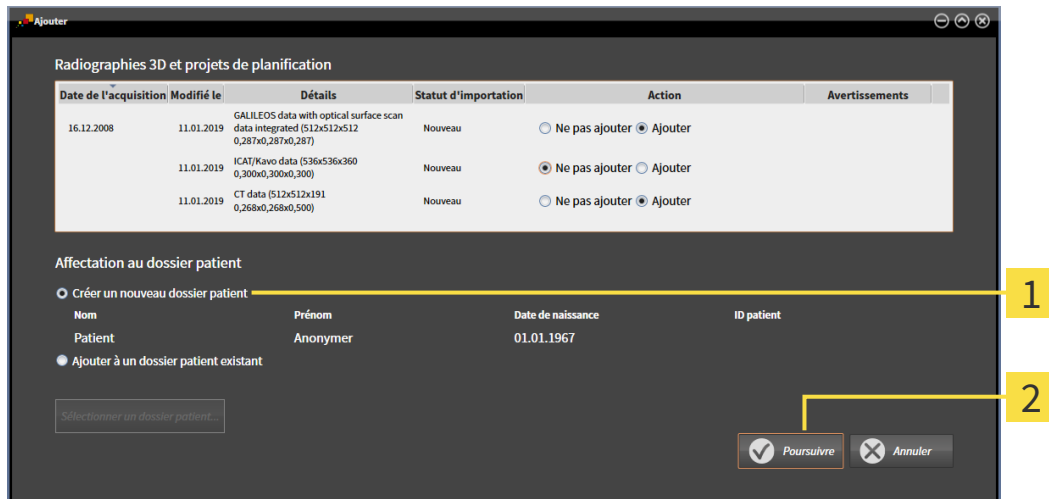 Ajouter
Radiographies 3D et projets de planification
Date de l'acquisition Modifié le Détails Statut d'importation Action Avertissements
GALILEOS data with optical surface scan
16.12.2008 11.01.2019 data integrated (512x512x512 Nouveau Ne pas ajouter Ajouter
0,287x0,287x0,287)
ICAT/Kavo data (536x536x360
11.01.2019 0,300x0,300x0,300) Nouveau Ne pas ajouter Ajouter
CT data (512x512x191
11.01.2019 0,268x0,268x0,500) Nouveau Ne pas ajouter Ajouter
Affectation au dossier patient
Créer un nouveau dossier patient 1
Nom Prénom Date de naissance ID patient
Patient Anonymer 01.01.1967
Ajouter à un dossier patient existant
2
Sélectionner un dossier patient...
Poursuivre Annuler